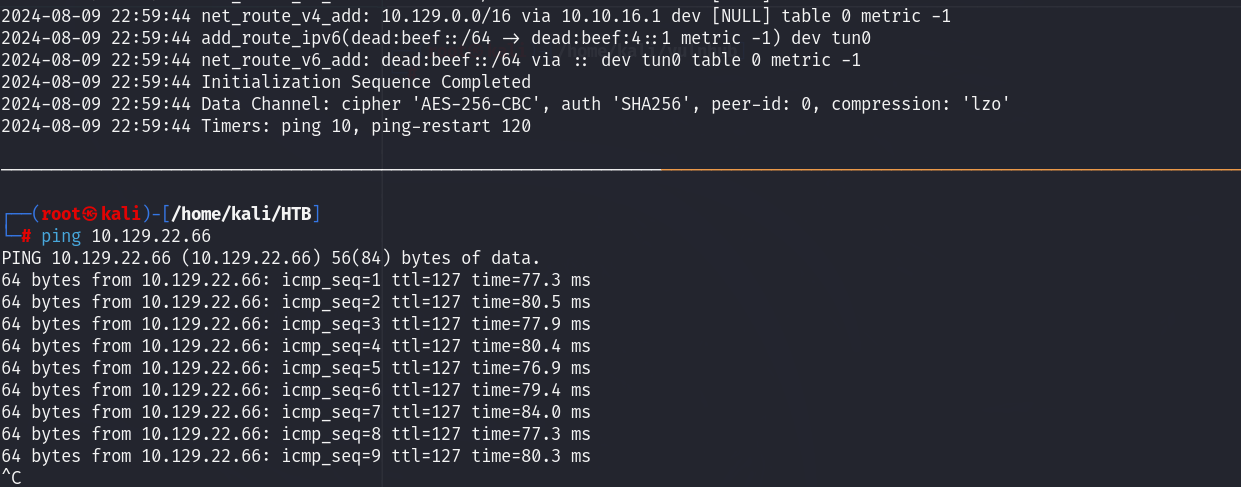 2024-08-09 22:59:44 net_route_v4_add: 10.129.0.0/16 via 10.10.16.1 dev [NULL] table 0 metric -1
2024-08-09 22:59:44 add_route_ipv6(dead:beef::/64 → dead:beef:4::1 metric -1) dev tun0
2024-08-09 22:59:44 net_route_v6_add: dead:beef::/64 via :: dev tun0 table 0 metric -1
2024-08-09 22:59:44 Initialization Sequence Completed
2024-08-09 22:59:44 Data Channel: cipher 'AES-256-CBC', auth 'SHA256', peer-id: 0, compression: 'lzo'
2024-08-09 22:59:44 Timers: ping 10, ping-restart 120
┌──(root㉿kali)-[/home/kali/HTB]
└─# ping 10.129.22.66
PING 10.129.22.66 (10.129.22.66) 56(84) bytes of data.
64 bytes from 10.129.22.66: icmp_seq=1 ttl=127 time=77.3 ms
64 bytes from 10.129.22.66: icmp_seq=2 ttl=127 time=80.5 ms
64 bytes from 10.129.22.66: icmp_seq=3 ttl=127 time=77.9 ms
64 bytes from 10.129.22.66: icmp_seq=4 ttl=127 time=80.4 ms
64 bytes from 10.129.22.66: icmp_seq=5 ttl=127 time=76.9 ms
64 bytes from 10.129.22.66: icmp_seq=6 ttl=127 time=79.4 ms
64 bytes from 10.129.22.66: icmp_seq=7 ttl=127 time=84.0 ms
64 bytes from 10.129.22.66: icmp_seq=8 ttl=127 time=77.3 ms
64 bytes from 10.129.22.66: icmp_seq=9 ttl=127 time=80.3 ms
^C